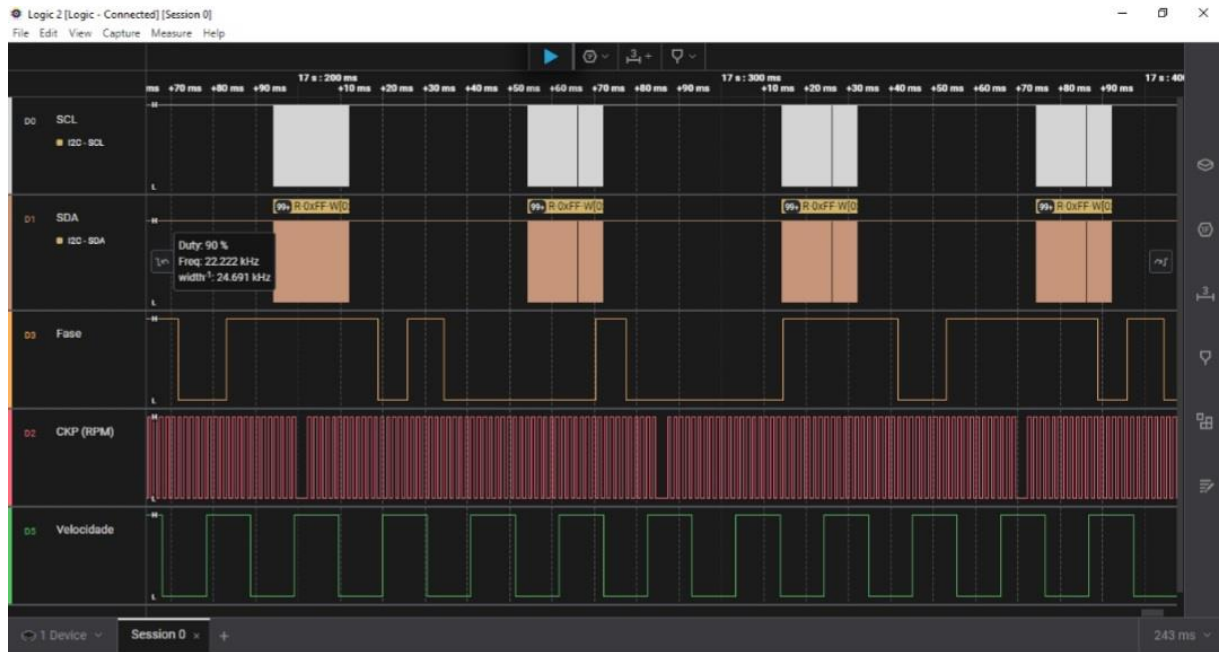 Logic 2 [Logic - Connected] [Session 0]
File Edit View Capture Measure Help
17 s : 200 ms 17 s : 300 ms 17 s : 40
ms +70 ms +80 ms +90 ms +10 ms +20 ms +30 ms +40 ms +50 ms +60 ms +70 ms +80 ms +90 ms +10 ms +20 ms +30 ms +40 ms +50 ms +60 ms +70 ms +80 ms +90 ms
H
D0 SCL
I2C - SCL
L
99+ R·0xFF·W[0 99+ R·0xFF·W[0 99+ R·0xFF·W[0 99+ R·0xFF·W[0
D1 SDA H
I2C - SDA
Duty: 90 %
Freq: 22.222 kHz
width⁻¹: 24.691 kHz
L
H
D3 Fase
L
H
D2 CKP (RPM)
L
H
D5 Velocidade
L
1 Device Session 0 × + 243 ms